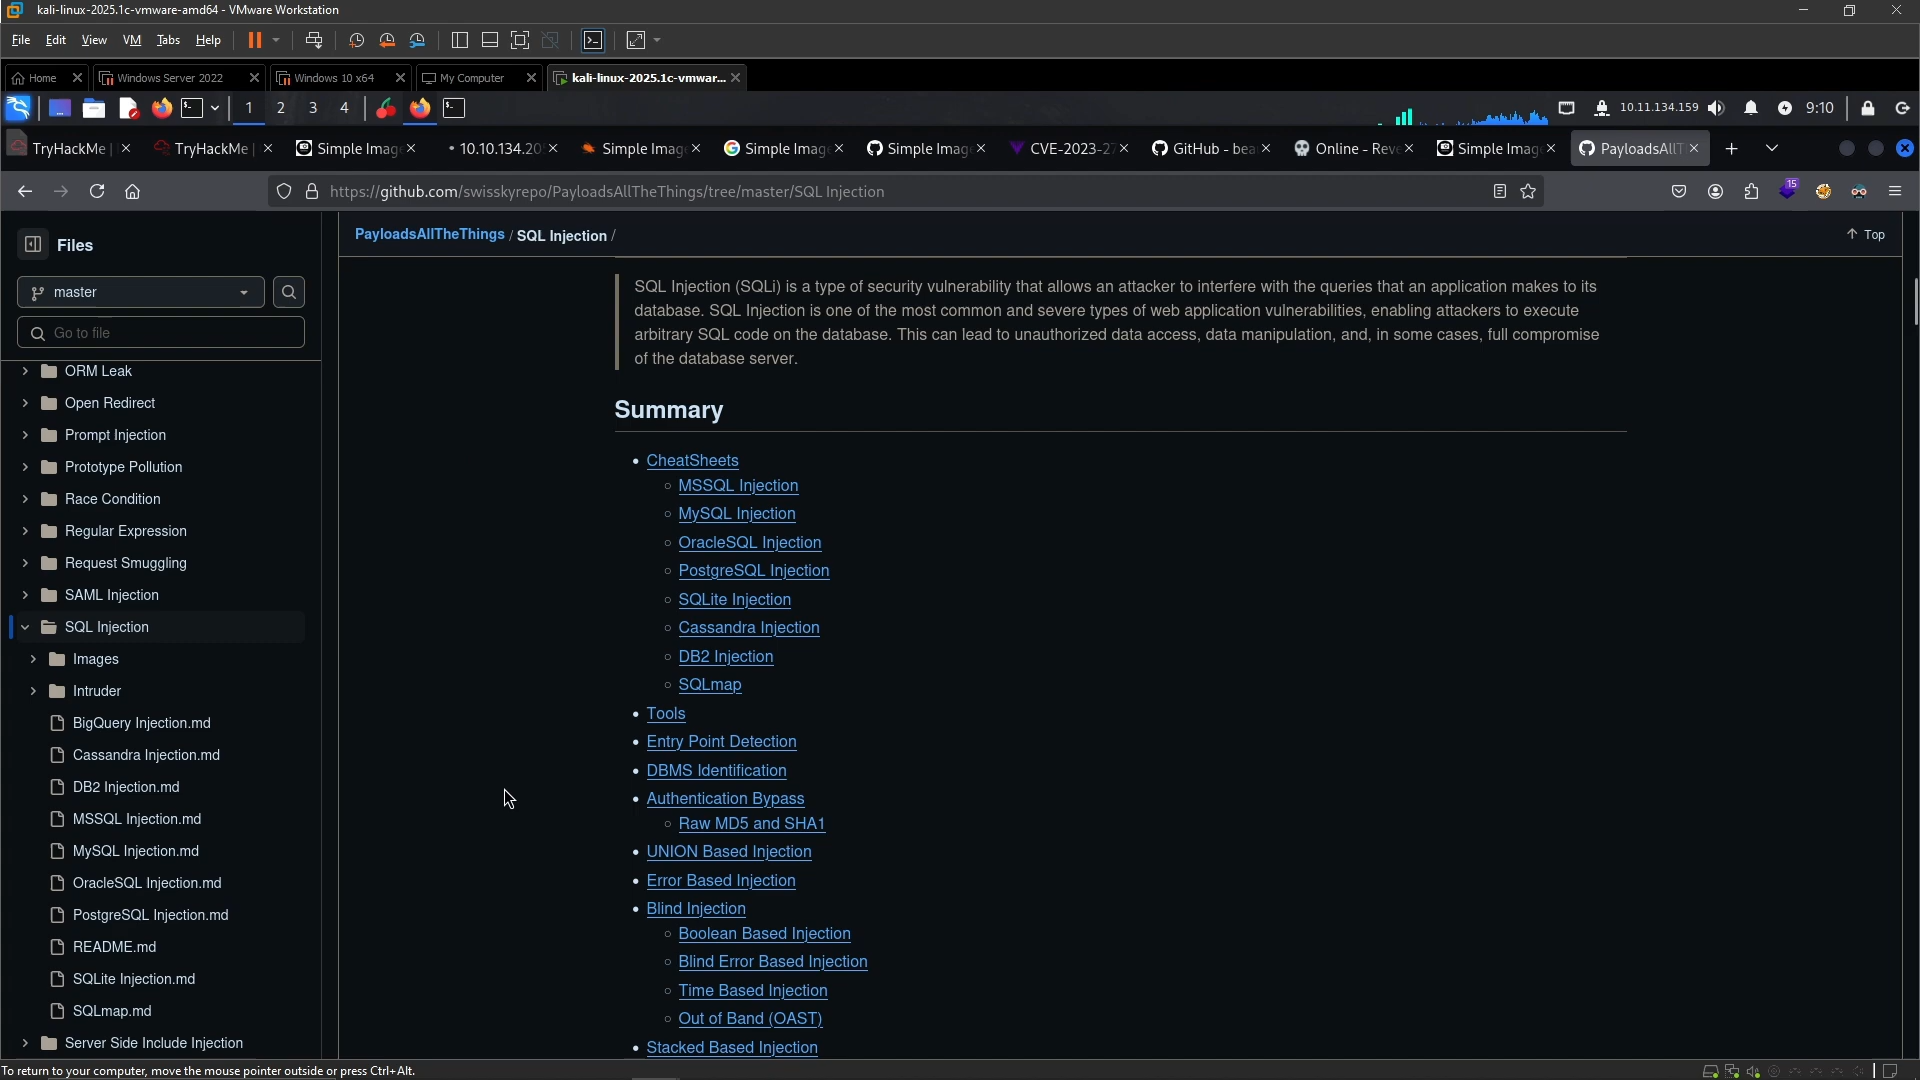 kali-linux-2025.1c-vmware-amd64 - VMware Workstation
File Edit View VM Tabs Help
Home Windows Server 2022 Windows 10 x64 My Computer kali-linux-2025.1c-vmwar...
1 2 3 4 10.11.134.159 9:10
TryHackMe | TryHackMe | Simple Imag 10.10.134.20 Simple Imag Simple Imag Simple Imag CVE-2023-27 GitHub - bea Online - Reve Simple Imag PayloadsAllT
https://github.com/swisskyrepo/PayloadsAllTheThings/tree/master/SQL Injection 15
Files
master
Go to file
ORM Leak
Open Redirect
Prompt Injection
Prototype Pollution
Race Condition
Regular Expression
Request Smuggling
SAML Injection
SQL Injection
Images
Intruder
BigQuery Injection.md
Cassandra Injection.md
DB2 Injection.md
MSSQL Injection.md
MySQL Injection.md
OracleSQL Injection.md
PostgreSQL Injection.md
README.md
SQLite Injection.md
SQLmap.md
Server Side Include Injection
PayloadsAllTheThings / SQL Injection / Top
SQL Injection (SQLi) is a type of security vulnerability that allows an attacker to interfere with the queries that an application makes to its
database. SQL Injection is one of the most common and severe types of web application vulnerabilities, enabling attackers to execute
arbitrary SQL code on the database. This can lead to unauthorized data access, data manipulation, and, in some cases, full compromise
of the database server.
Summary
CheatSheets
MSSQL Injection
MySQL Injection
OracleSQL Injection
PostgreSQL Injection
SQLite Injection
Cassandra Injection
DB2 Injection
SQLmap
Tools
Entry Point Detection
DBMS Identification
Authentication Bypass
Raw MD5 and SHA1
UNION Based Injection
Error Based Injection
Blind Injection
Boolean Based Injection
Blind Error Based Injection
Time Based Injection
Out of Band (OAST)
Stacked Based Injection
To return to your computer, move the mouse pointer outside or press Ctrl+Alt.